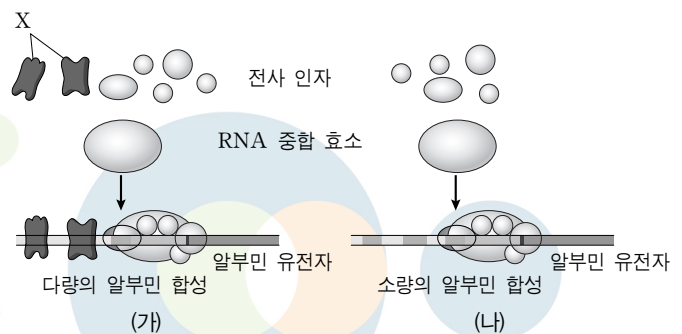 X
전사 인자
RNA 중합 효소
알부민 유전자
알부민 유전자
다량의 알부민 합성
소량의 알부민 합성
(가)
(나)